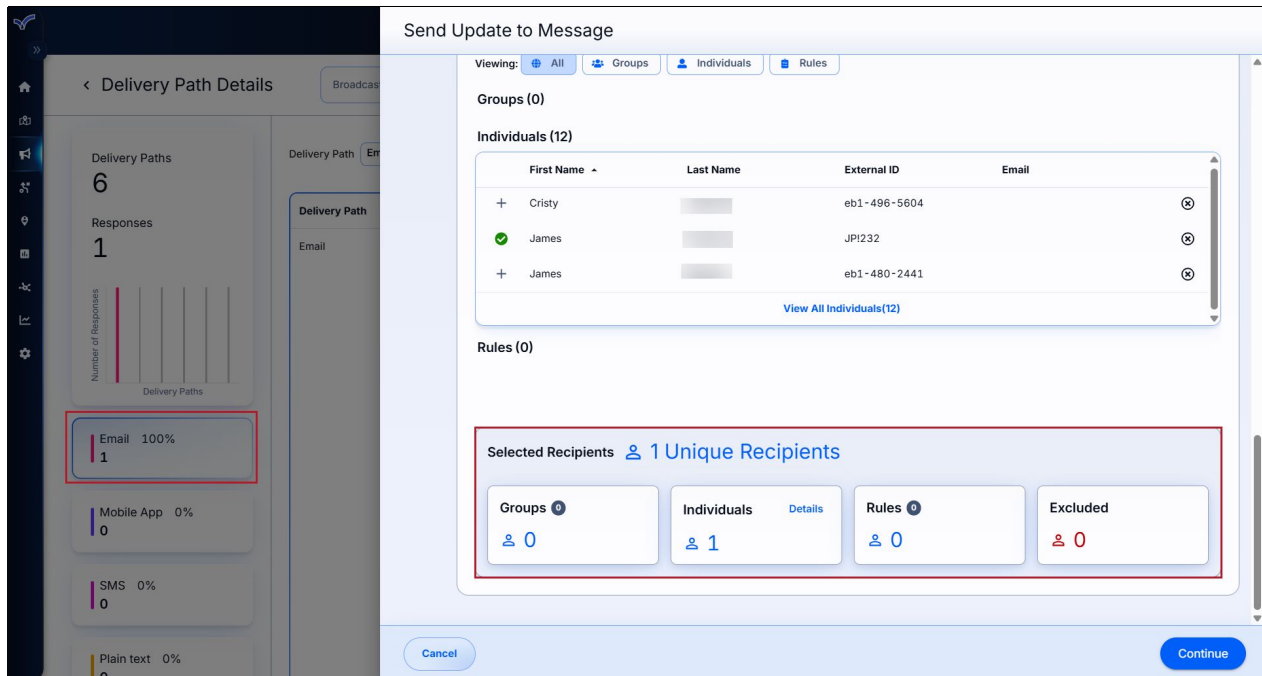 Send Update to Message
Viewing: All Groups Individuals Rules
Groups (0)
Individuals (12)
First Name Last Name External ID Email
Cristy eb1-496-5604
James JP!232
James eb1-480-2441
View All Individuals(12)
Rules (0)
Selected Recipients 1 Unique Recipients
Groups 0
0
Individuals Details
1
Rules 0
0
Excluded
0
Cancel Continue
< Delivery Path Details
Delivery Paths
6
Responses
1
Number of Responses
Delivery Paths
Email 100%
1
Mobile App 0%
0
SMS 0%
0
Plain text 0%
Delivery Path
Delivery Path
Email